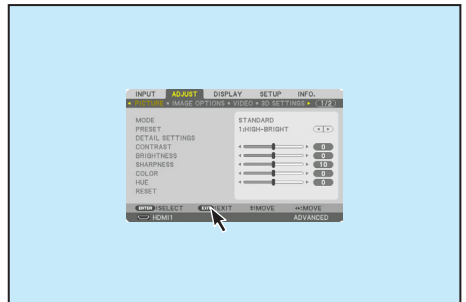 INPUT ADJUST DISPLAY SETUP INFO.
• PICTURE • IMAGE OPTIONS • VIDEO • 3D SETTINGS • (1/2)
MODE STANDARD
PRESET 1:HIGH-BRIGHT
DETAIL SETTINGS
CONTRAST 0
BRIGHTNESS 0
SHARPNESS 10
COLOR 0
HUE 0
RESET
ENTER:SELECT EXIT:EXIT ↕:MOVE ↔:MOVE
HDMI1 ADVANCED